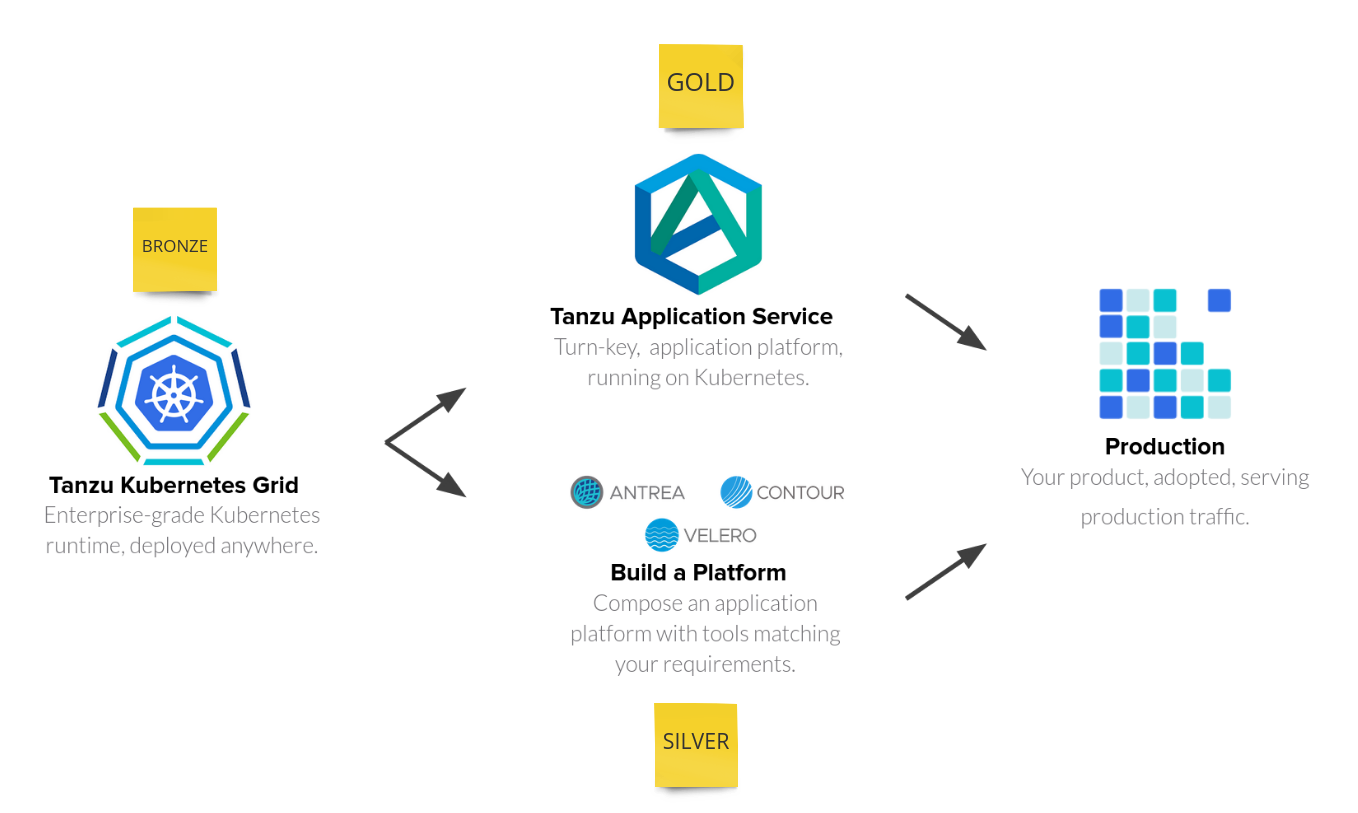 BRONZE
Tanzu Kubernetes Grid
Enterprise-grade Kubernetes
runtime, deployed anywhere.
GOLD
Tanzu Application Service
Turn-key, application platform,
running on Kubernetes.
ANTREA
CONTOUR
VELERO
Build a Platform
Compose an application
platform with tools matching
your requirements.
SILVER
Production
Your product, adopted, serving
production traffic.